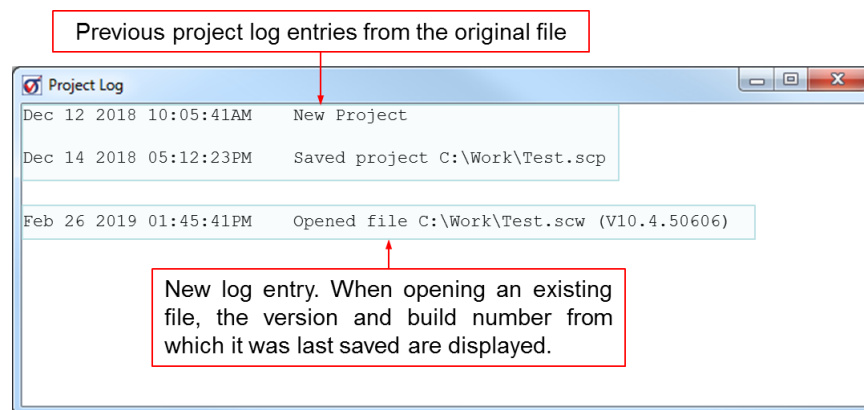 Previous project log entries from the original file
Project Log
Dec 12 2018 10:05:41AM New Project
Dec 14 2018 05:12:23PM Saved project C:\Work\Test.scp
Feb 26 2019 01:45:41PM Opened file C:\Work\Test.scw (V10.4.50606)
New log entry. When opening an existing
file, the version and build number from
which it was last saved are displayed.